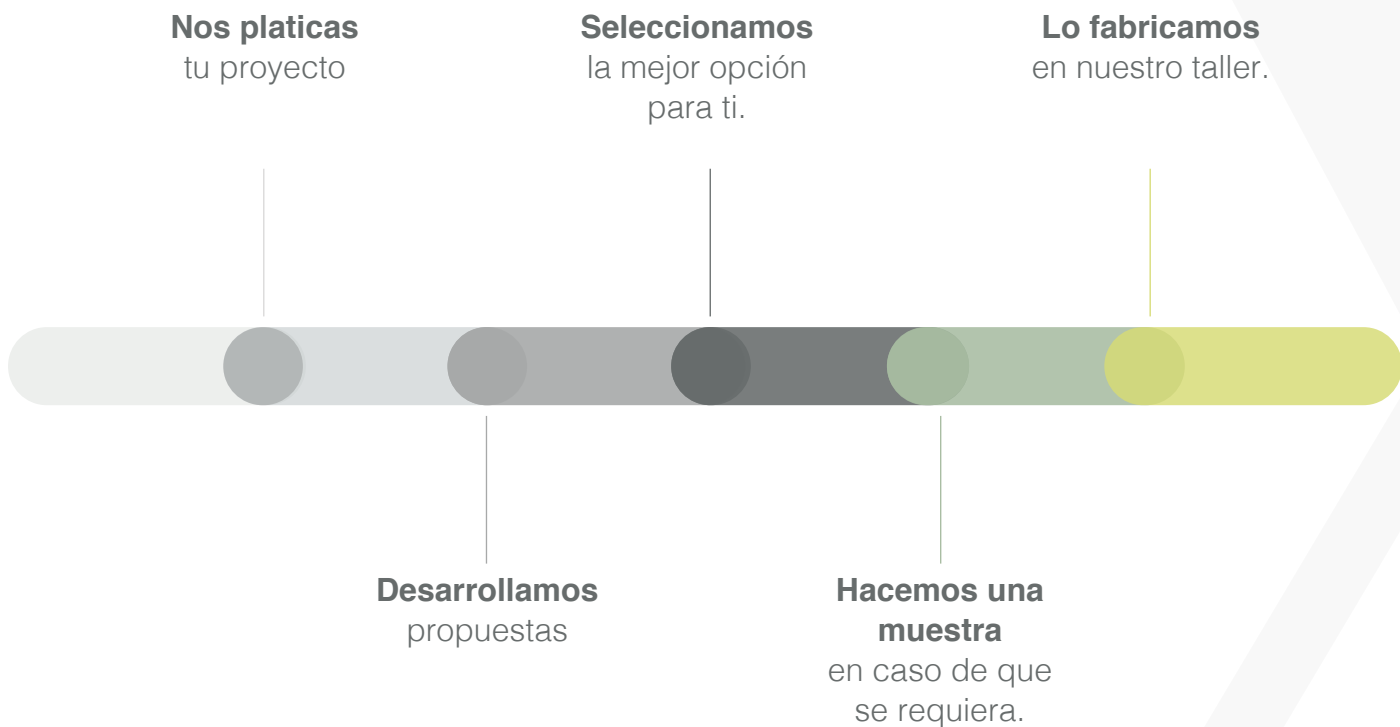 Nos platicas
tu proyecto
Seleccionamos
la mejor opción
para ti.
Lo fabricamos
en nuestro taller.
Desarrollamos
propuestas
Hacemos una
muestra
en caso de que
se requiera.